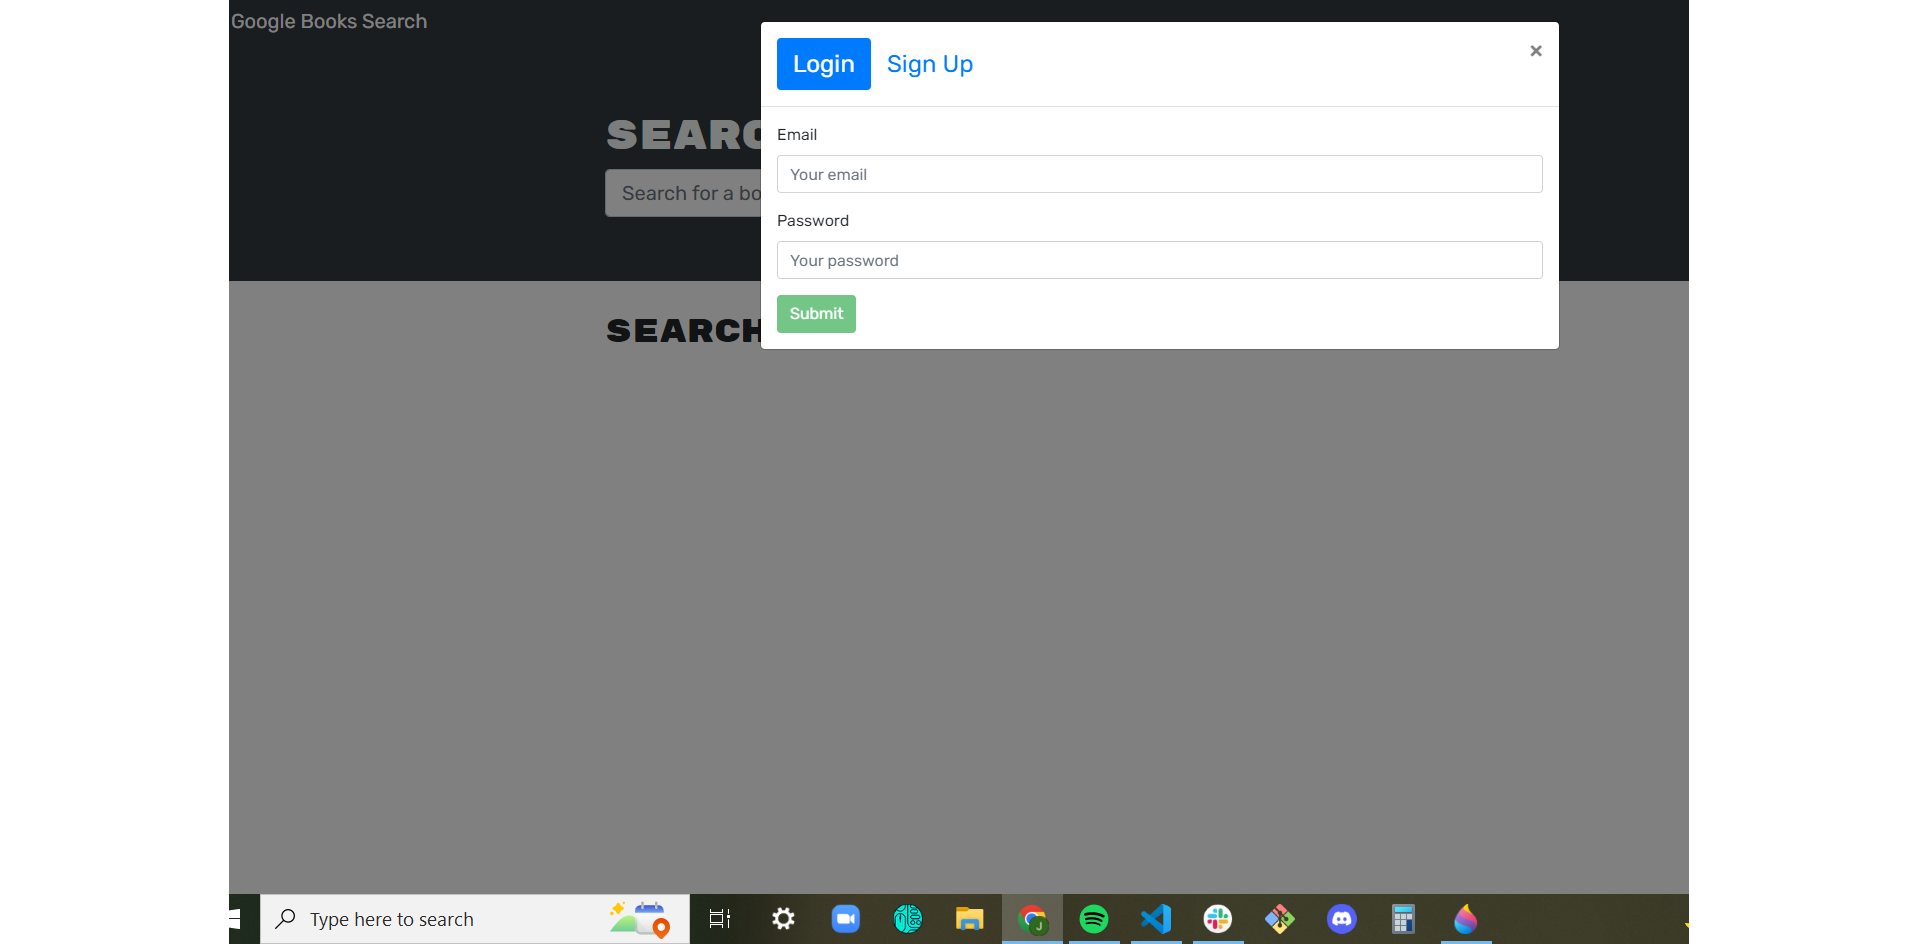 Google Books Search
Login
Sign Up
×
Email
Your email
Password
Your password
Submit
SEARC
Search for a bo
SEARCH
Type here to search
J